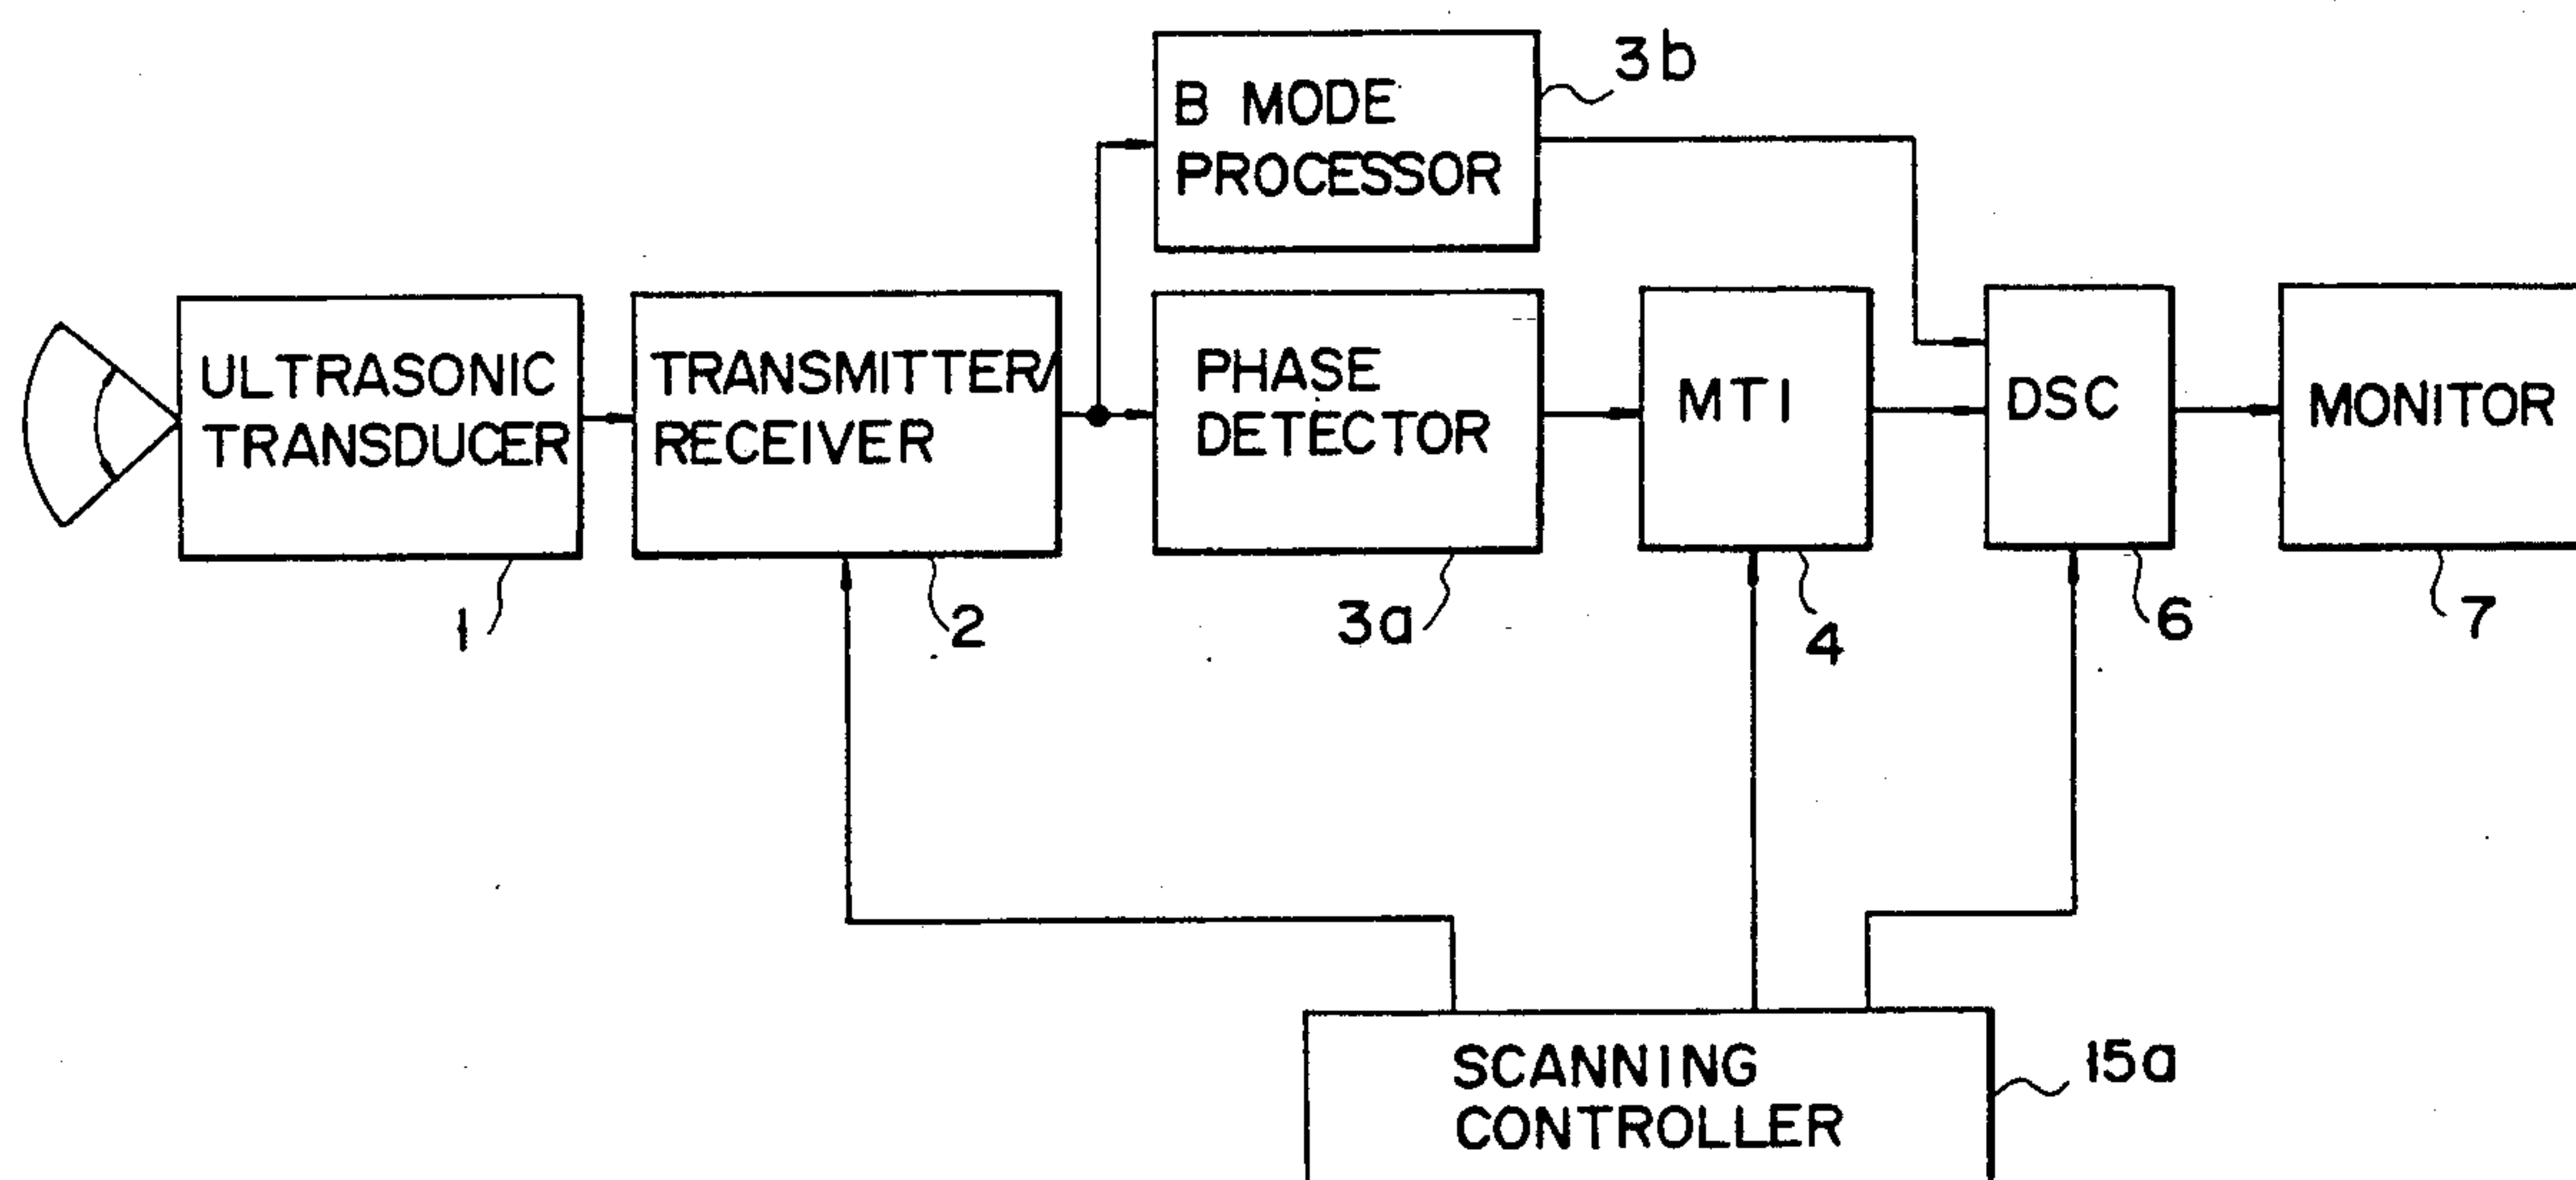 3b
B MODE
PROCESSOR
ULTRASONIC
TRANSDUCER
TRANSMITTER/
RECEIVER
PHASE
DETECTOR
MTI
DSC
MONITOR
1
2
3a
4
6
7
SCANNING
CONTROLLER
15a